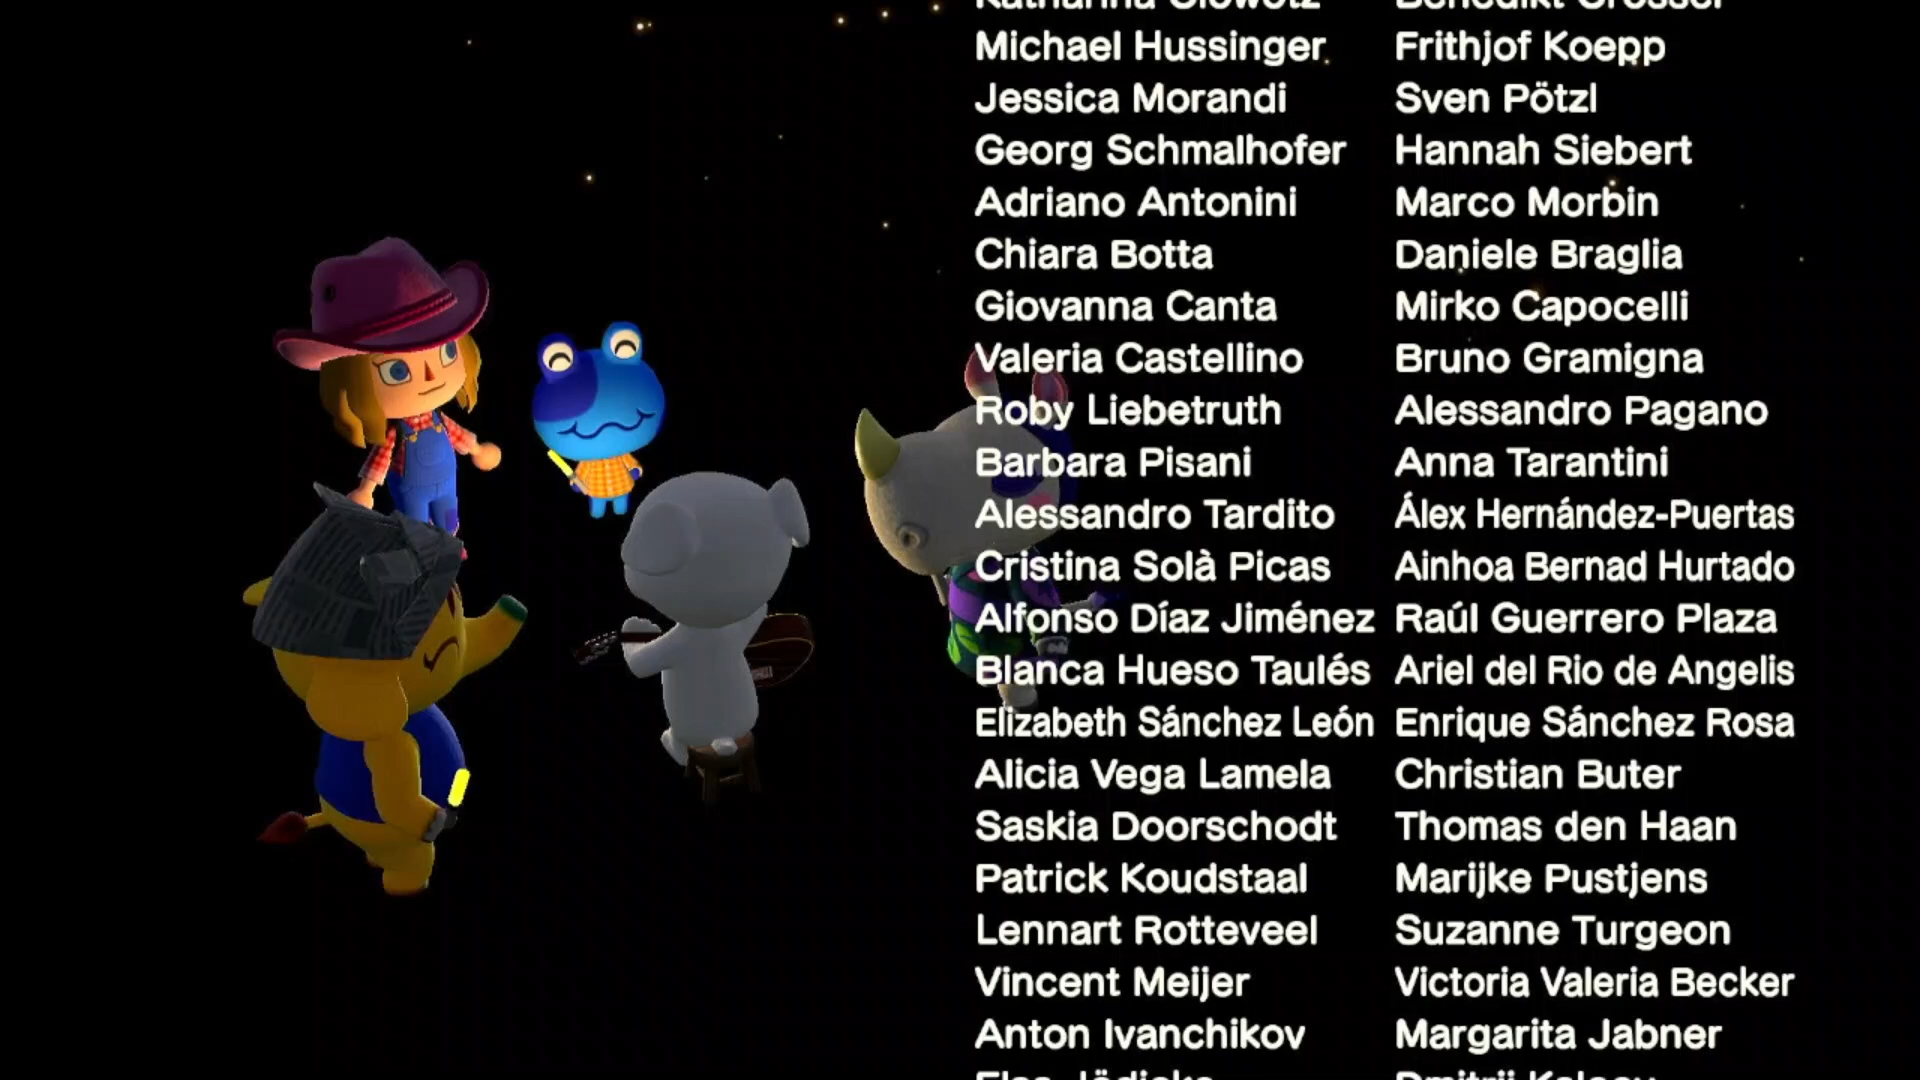 Michael Hussinger Frithjof Koepp
Jessica Morandi Sven Pötzl
Georg Schmalhofer Hannah Siebert
Adriano Antonini Marco Morbin
Chiara Botta Daniele Braglia
Giovanna Canta Mirko Capocelli
Valeria Castellino Bruno Gramigna
Roby Liebetruth Alessandro Pagano
Barbara Pisani Anna Tarantini
Alessandro Tardito Álex Hernández-Puertas
Cristina Solà Picas Ainhoa Bernad Hurtado
Alfonso Díaz Jiménez Raúl Guerrero Plaza
Blanca Hueso Taulés Ariel del Rio de Angelis
Elizabeth Sánchez León Enrique Sánchez Rosa
Alicia Vega Lamela Christian Buter
Saskia Doorschodt Thomas den Haan
Patrick Koudstaal Marijke Pustjens
Lennart Rotteveel Suzanne Turgeon
Vincent Meijer Victoria Valeria Becker
Anton Ivanchikov Margarita Jabner